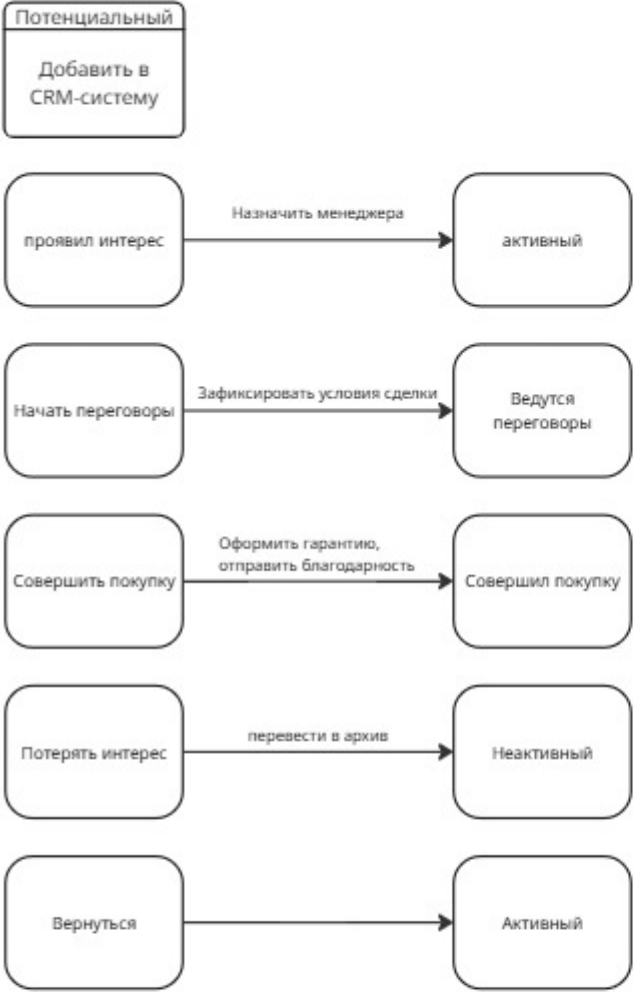 Потенциальный
Добавить в
CRM-систему
проявил интерес
Назначить менеджера
активный
Начать переговоры
Зафиксировать условия сделки
Ведутся
переговоры
Совершить покупку
Оформить гарантию,
отправить благодарность
Совершил покупку
Потерять интерес
перевести в архив
Неактивный
Вернуться
Активный